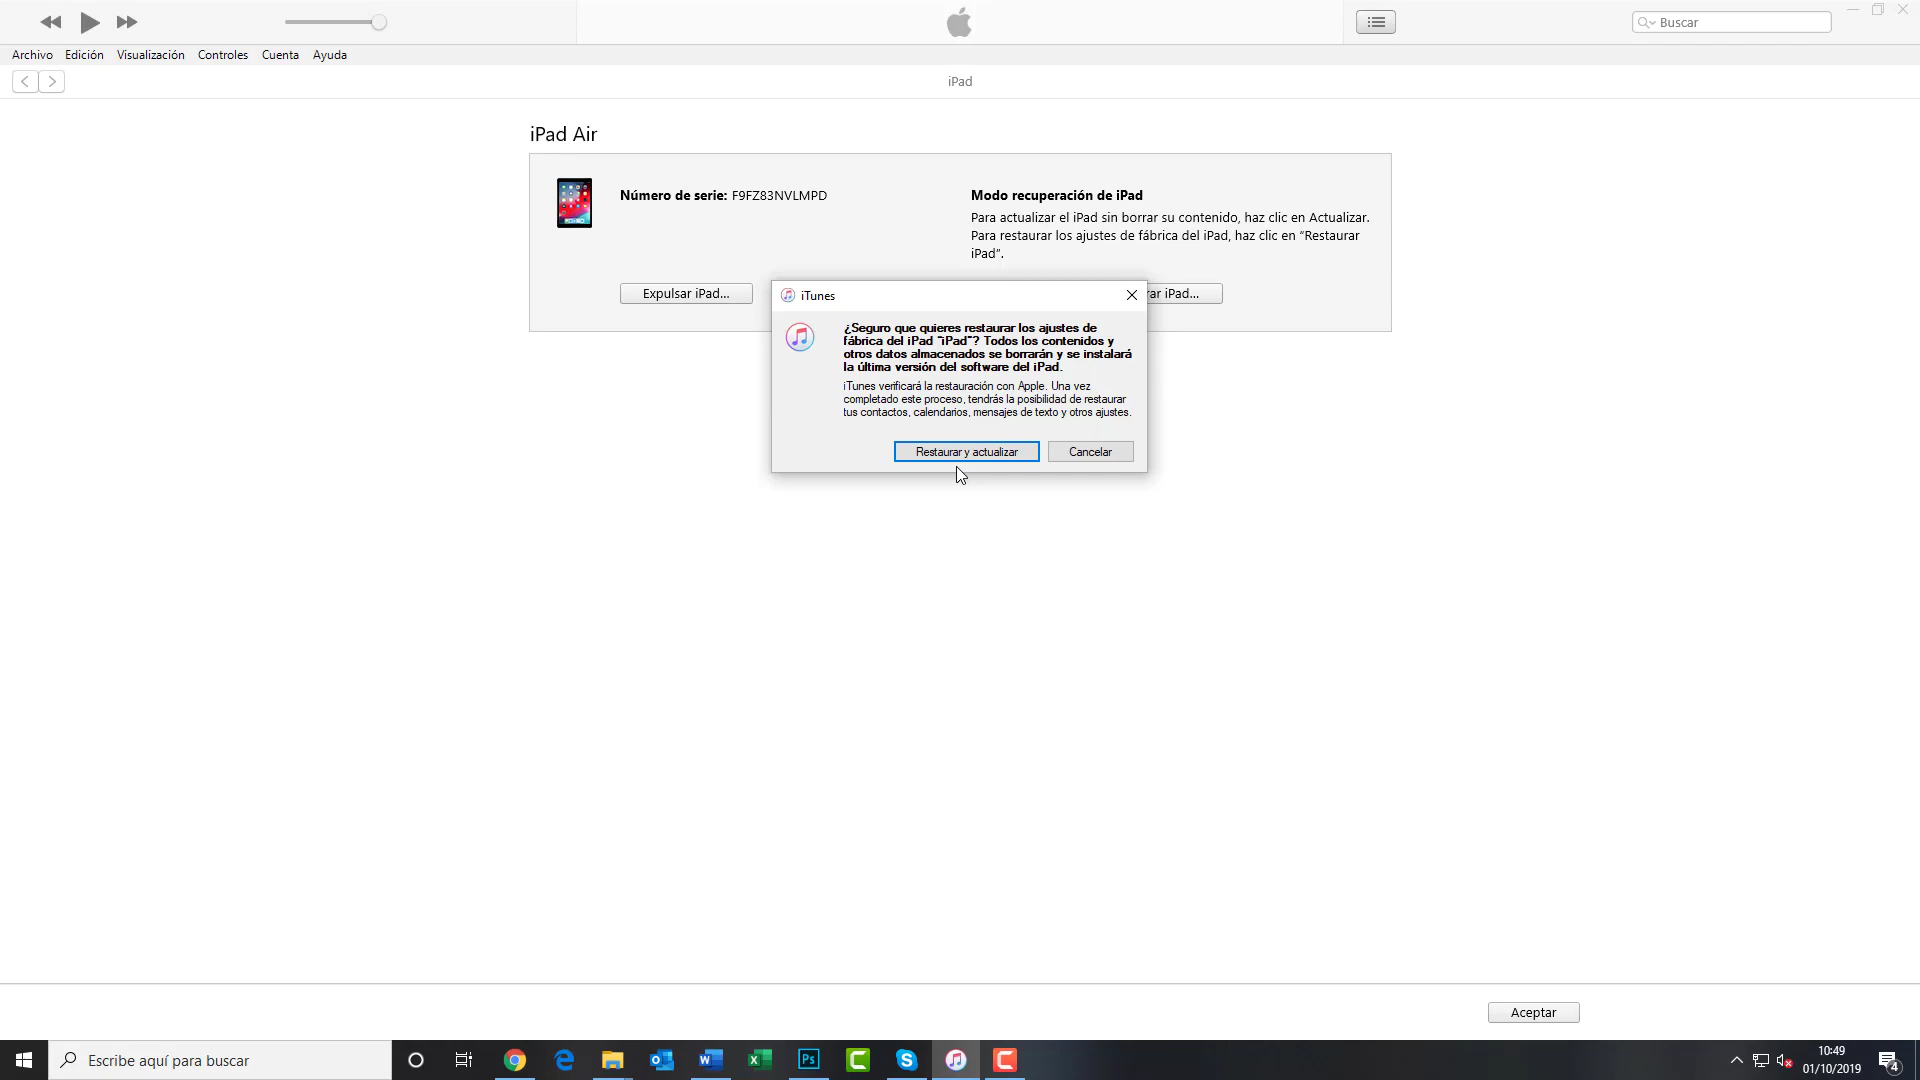 Buscar
Archivo Edición Visualización Controles Cuenta Ayuda
iPad
iPad Air
Número de serie: F9FZ83NVLMPD
Modo recuperación de iPad
Para actualizar el iPad sin borrar su contenido, haz clic en Actualizar.
Para restaurar los ajustes de fábrica del iPad, haz clic en “Restaurar
iPad”.
Expulsar iPad...
rar iPad...
iTunes
¿Seguro que quieres restaurar los ajustes de
fábrica del iPad “iPad”? Todos los contenidos y
otros datos almacenados se borrarán y se instalará
la última versión del software del iPad.
iTunes verificará la restauración con Apple. Una vez
completado este proceso, tendrás la posibilidad de restaurar
tus contactos, calendarios, mensajes de texto y otros ajustes.
Restaurar y actualizar
Cancelar
Aceptar
Escribe aquí para buscar
Ps
10:49
01/10/2019
4